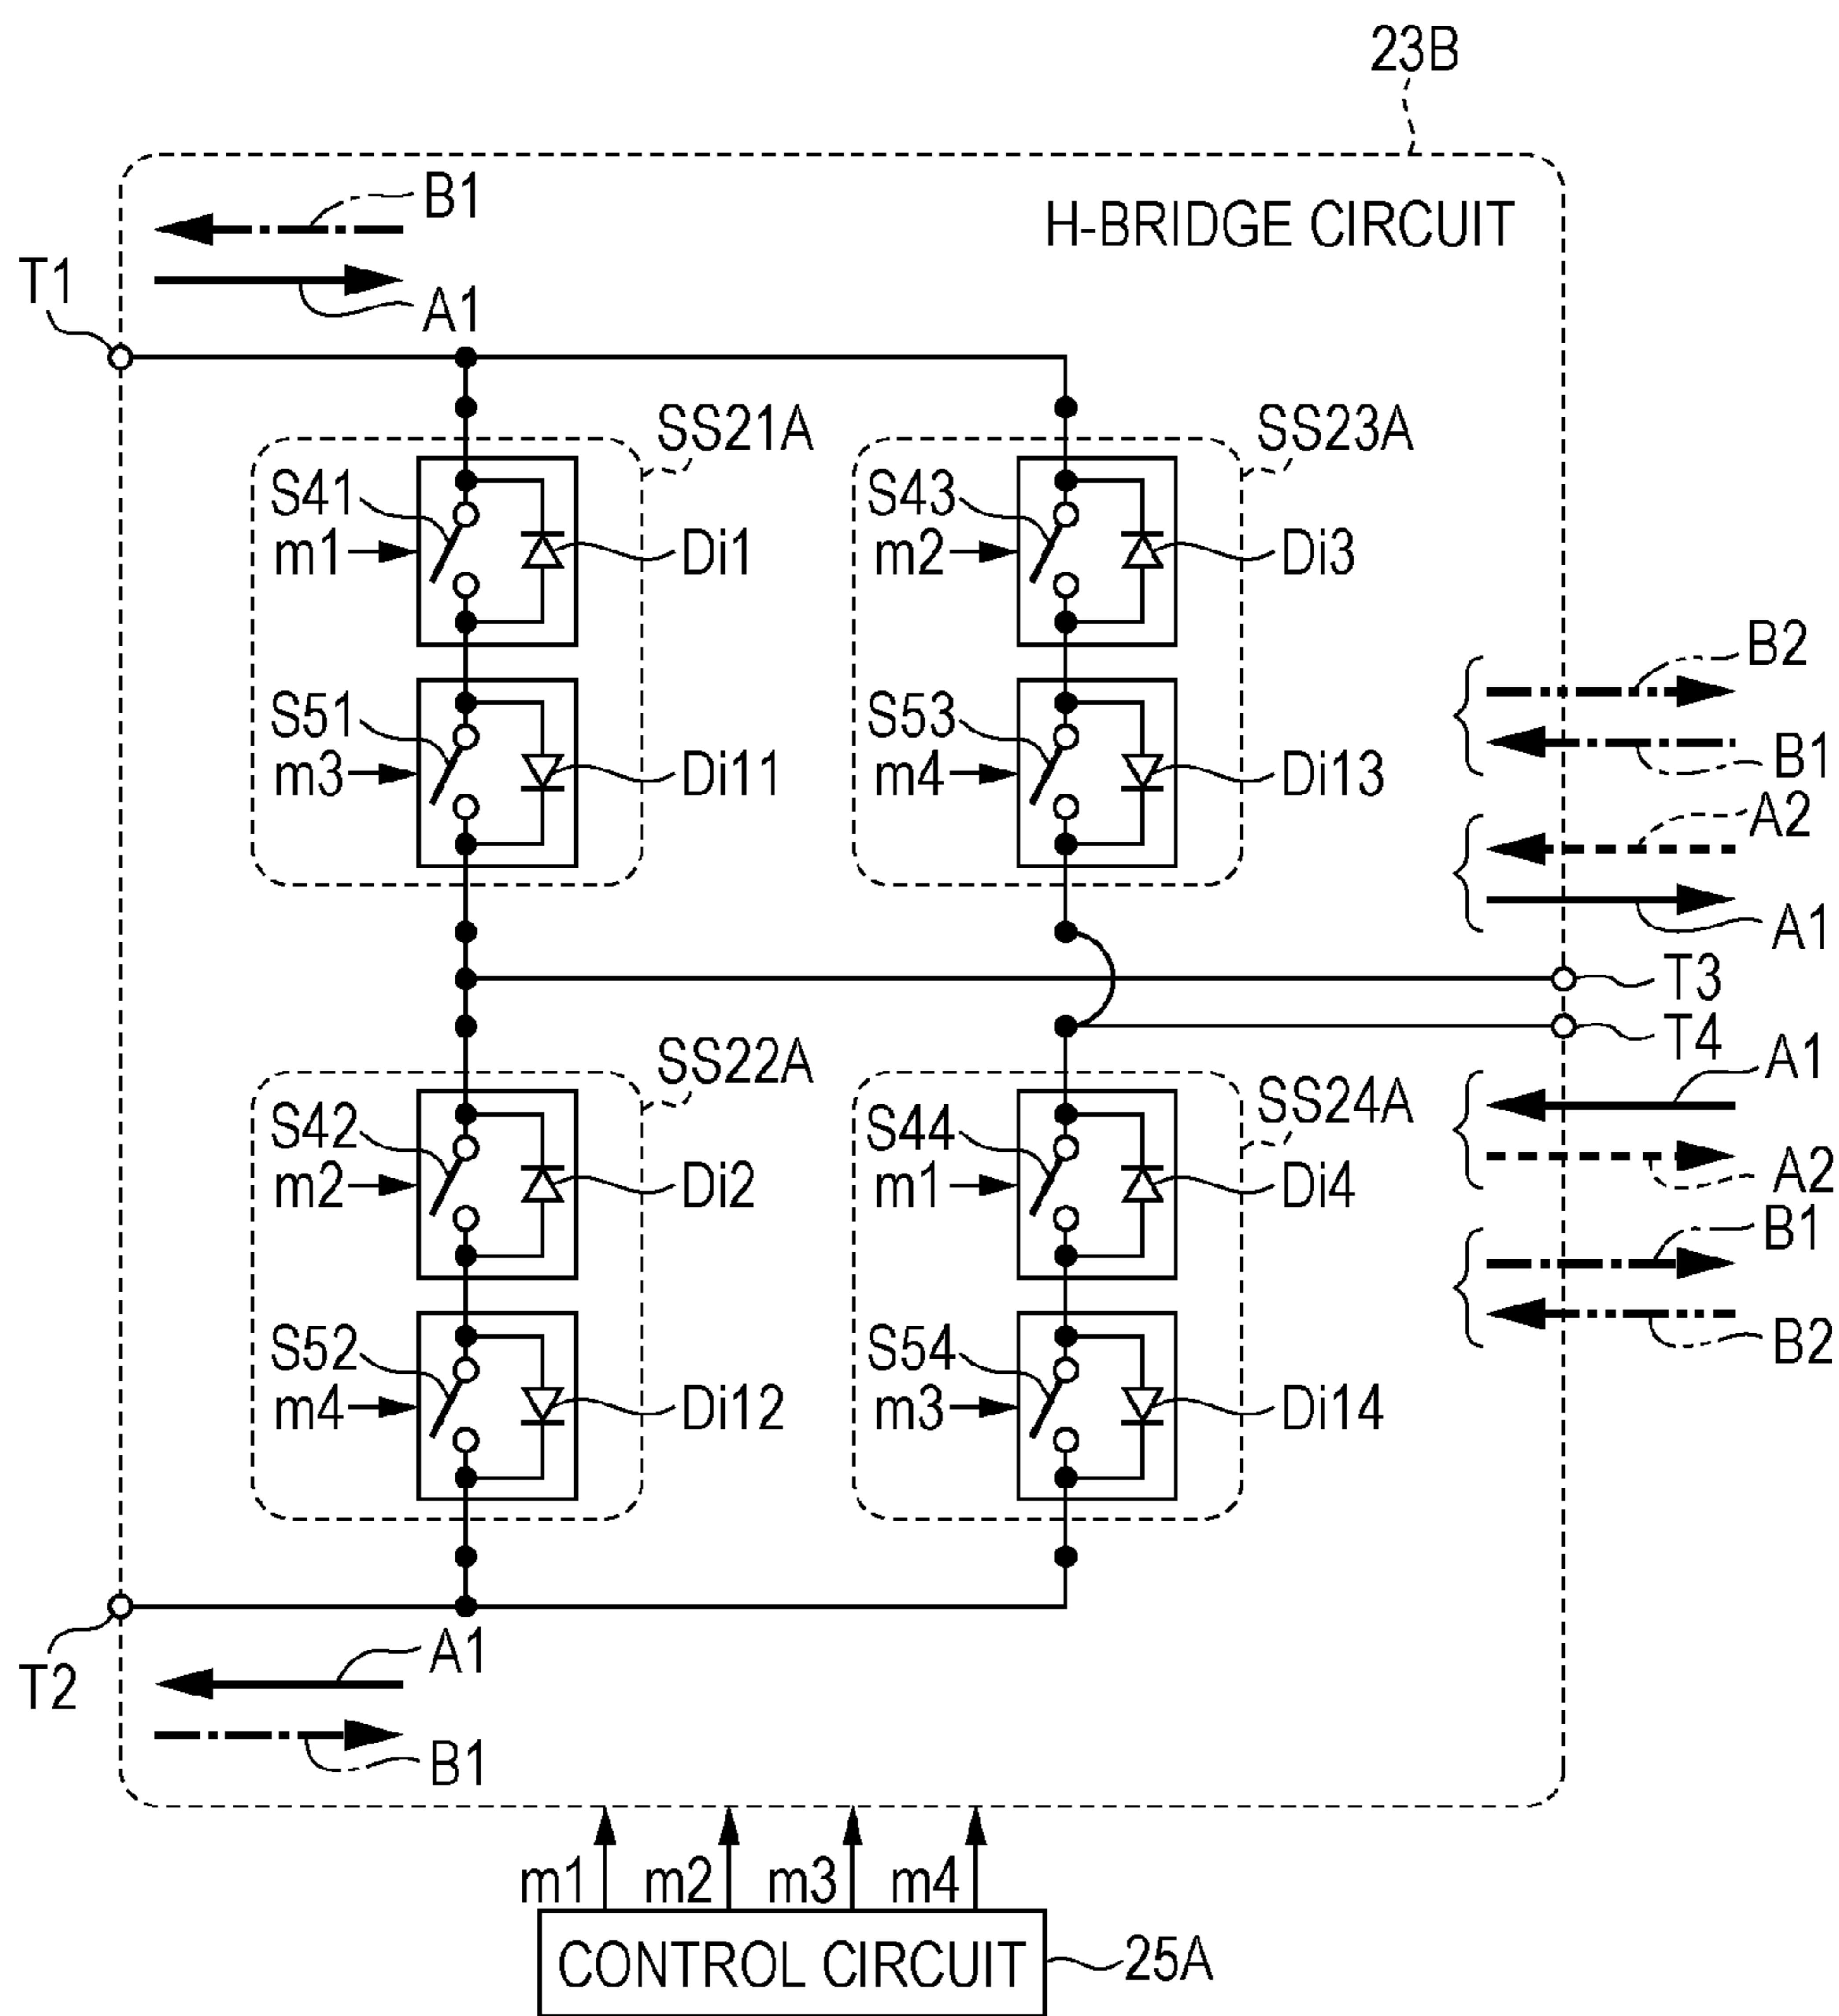 23B
H-BRIDGE CIRCUIT
B1
A1
T1
SS21A
SS23A
S41
m1
Di1
S43
m2
Di3
S51
m3
Di11
S53
m4
Di13
B2
B1
A2
A1
T3
T4
SS22A
SS24A
A1
A2
B1
B2
S42
m2
Di2
S44
m1
Di4
S52
m4
Di12
S54
m3
Di14
T2
A1
B1
m1 m2 m3 m4
CONTROL CIRCUIT
25A